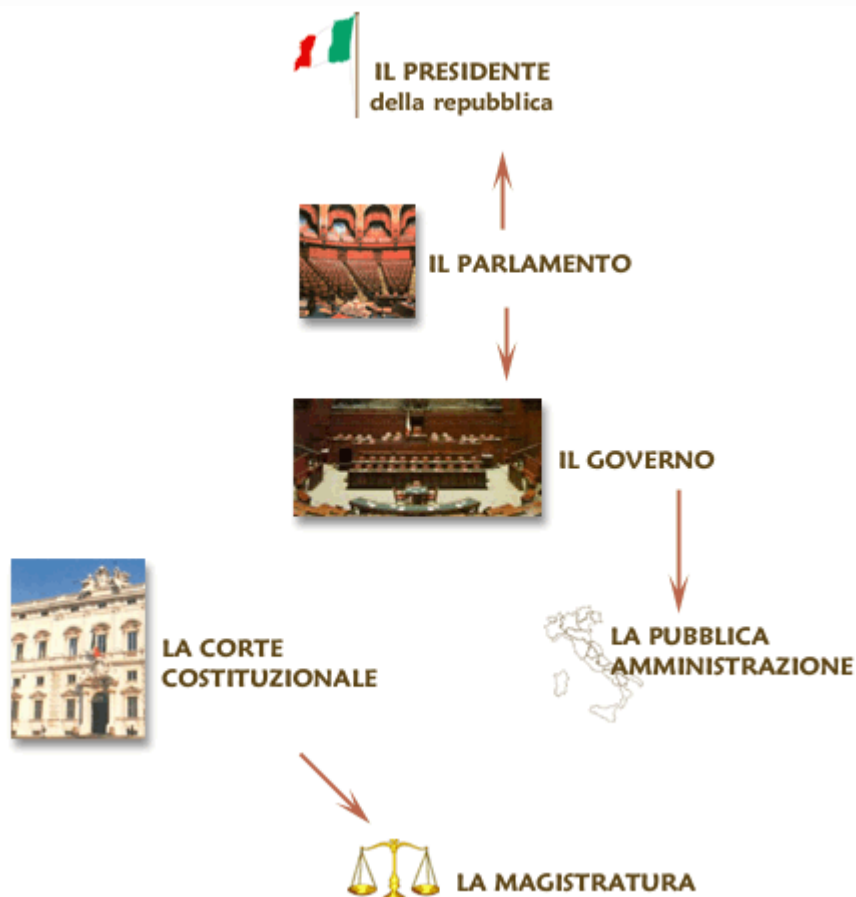 IL PRESIDENTE
della repubblica
IL PARLAMENTO
IL GOVERNO
LA CORTE
COSTITUZIONALE
LA PUBBLICA
AMMINISTRAZIONE
LA MAGISTRATURA